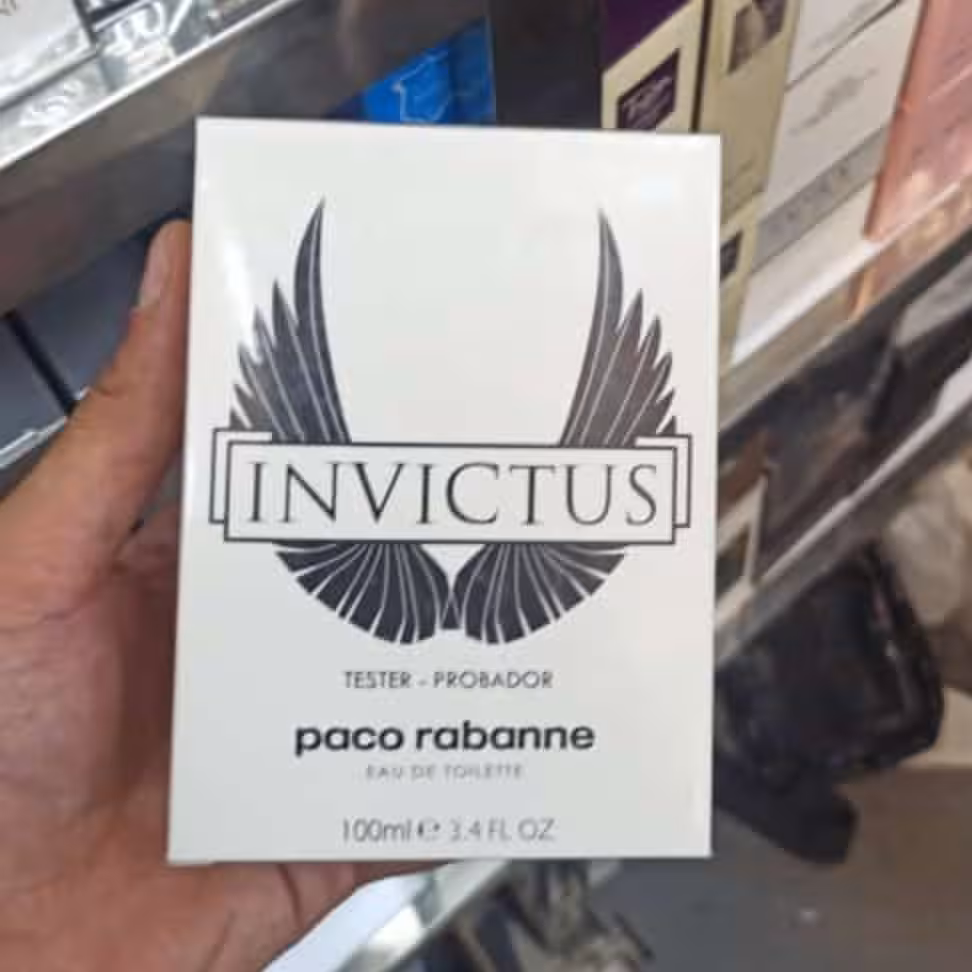 INVICTUS
TESTER - PROBADOR
paco rabanne
EAU DE TOILETTE
100ml ℮ 3.4 FL OZ